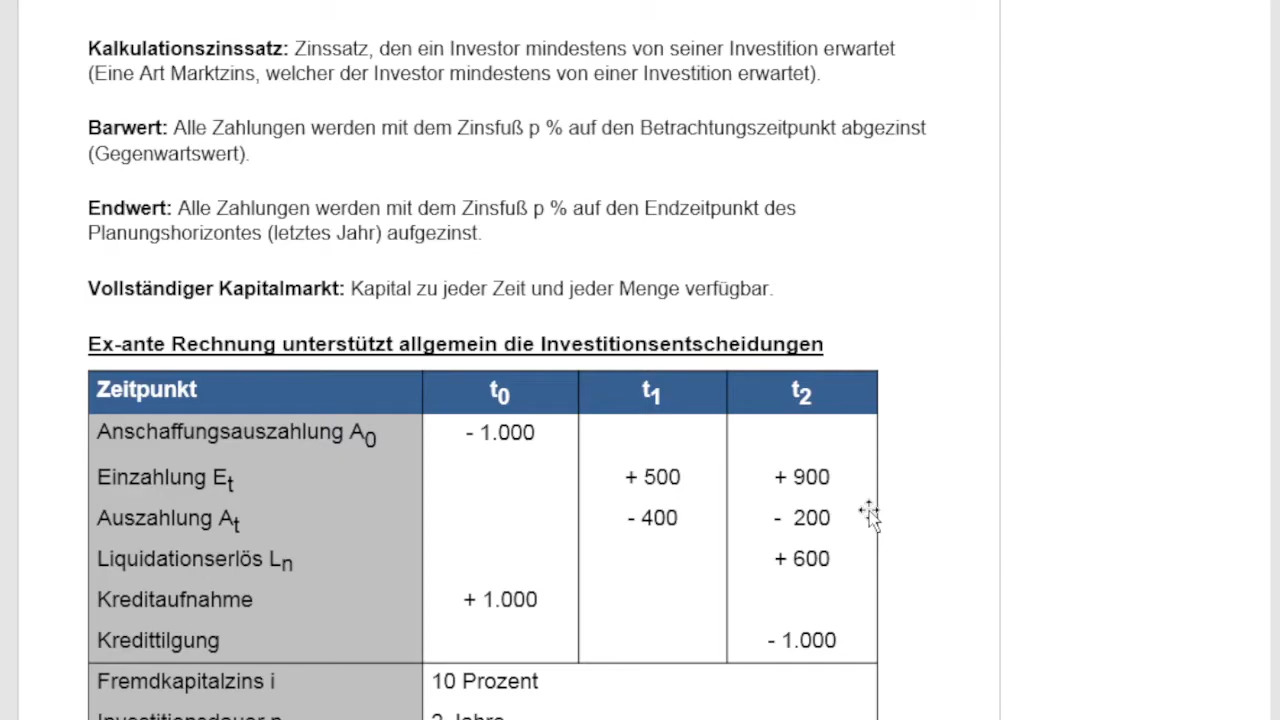 Kalkulationszinssatz: Zinssatz, den ein Investor mindestens von seiner Investition erwartet
(Eine Art Marktzins, welcher der Investor mindestens von einer Investition erwartet).
Barwert: Alle Zahlungen werden mit dem Zinsfuß p % auf den Betrachtungszeitpunkt abgezinst
(Gegenwartswert).
Endwert: Alle Zahlungen werden mit dem Zinsfuß p % auf den Endzeitpunkt des
Planungshorizontes (letztes Jahr) aufgezinst.
Vollständiger Kapitalmarkt: Kapital zu jeder Zeit und jeder Menge verfügbar.
Ex-ante Rechnung unterstützt allgemein die Investitionsentscheidungen
Zeitpunkt t0 t1 t2
Anschaffungsauszahlung A0 - 1.000
Einzahlung Et + 500 + 900
Auszahlung At - 400 - 200
Liquidationserlös Ln + 600
Kreditaufnahme + 1.000
Kredittilgung - 1.000
Fremdkapitalzins i 10 Prozent
Investitionsdauer n 2 Jahre